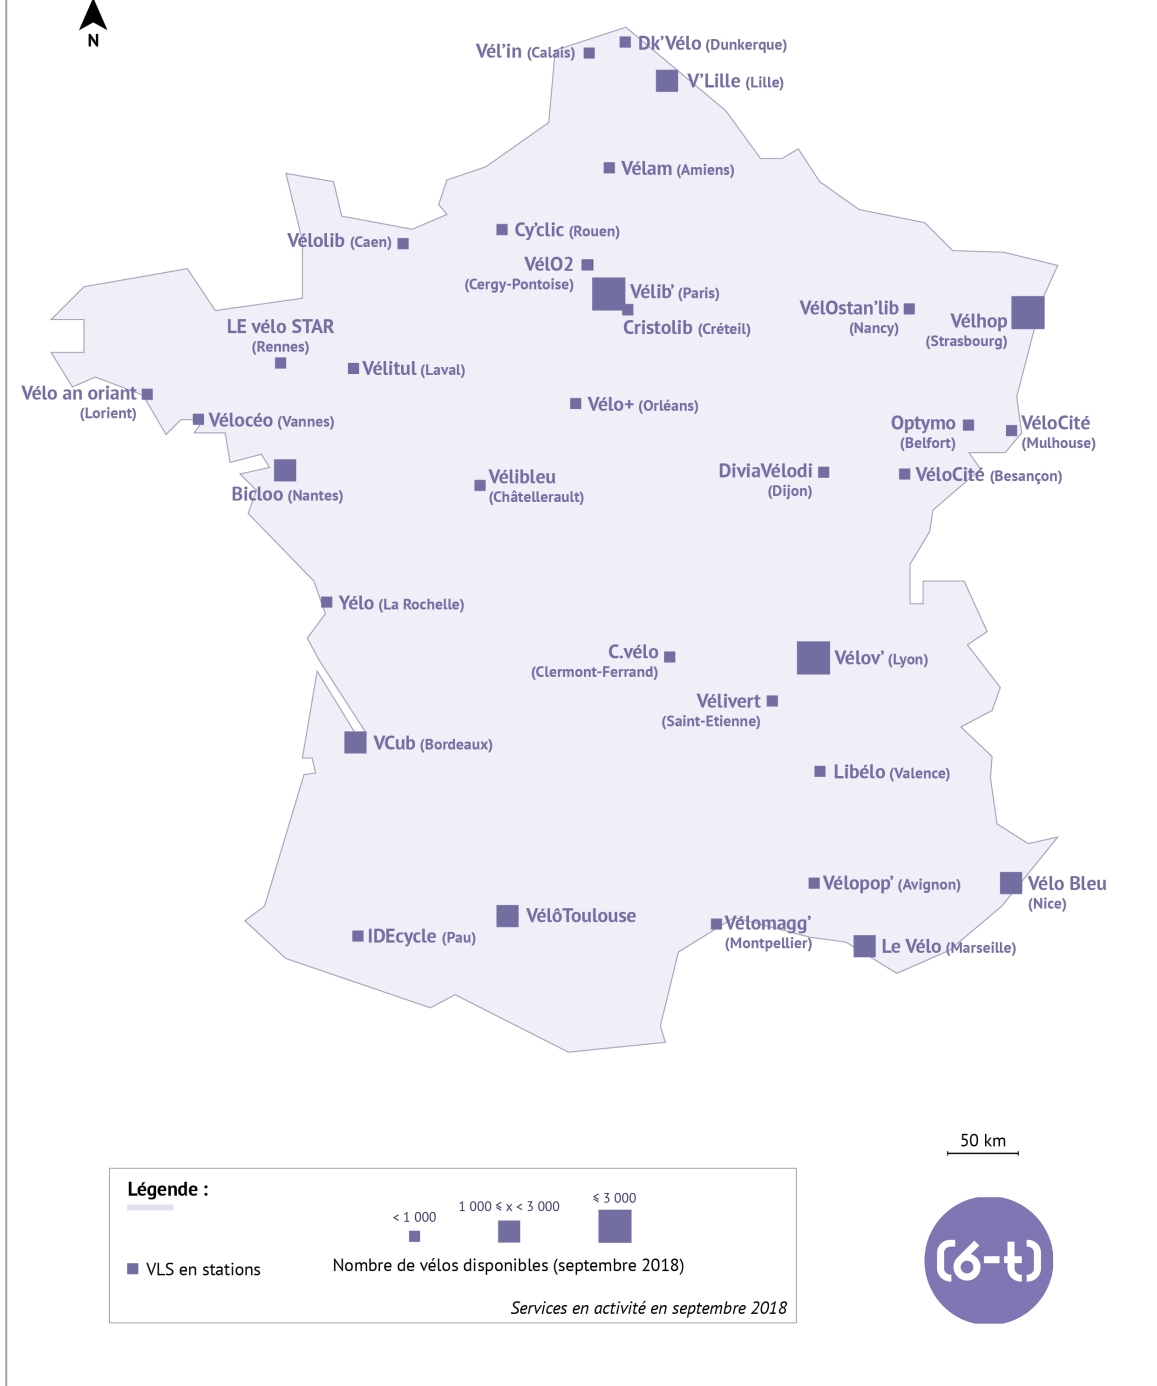 N
Vél'in (Calais)
Dk'Vélo (Dunkerque)
V'Lille (Lille)
Vélam (Amiens)
Cy'clic (Rouen)
Vélolib (Caen)
VélO2
(Cergy-Pontoise)
Vélib' (Paris)
Cristolib (Créteil)
VélOstan'lib
(Nancy)
Vélhop
(Strasbourg)
LE vélo STAR
(Rennes)
Vélitul (Laval)
Vélo an oriant
(Lorient)
Vélocéo (Vannes)
Vélo+ (Orléans)
Optymo
(Belfort)
VéloCité
(Mulhouse)
Bicloo (Nantes)
Vélibleu
(Châtellerault)
DiviaVélodi
(Dijon)
VéloCité (Besançon)
Yélo (La Rochelle)
C.vélo
(Clermont-Ferrand)
Vélov' (Lyon)
Vélivert
(Saint-Etienne)
VCub (Bordeaux)
Libélo (Valence)
Vélopop' (Avignon)
Vélo Bleu
(Nice)
VélôToulouse
IDEcycle (Pau)
Vélomagg'
(Montpellier)
Le Vélo (Marseille)
50 km
Légende :
< 1 000
1 000 ⩽ x < 3 000
⩽ 3 000
VLS en stations
Nombre de vélos disponibles (septembre 2018)
Services en activité en septembre 2018
(6-t)